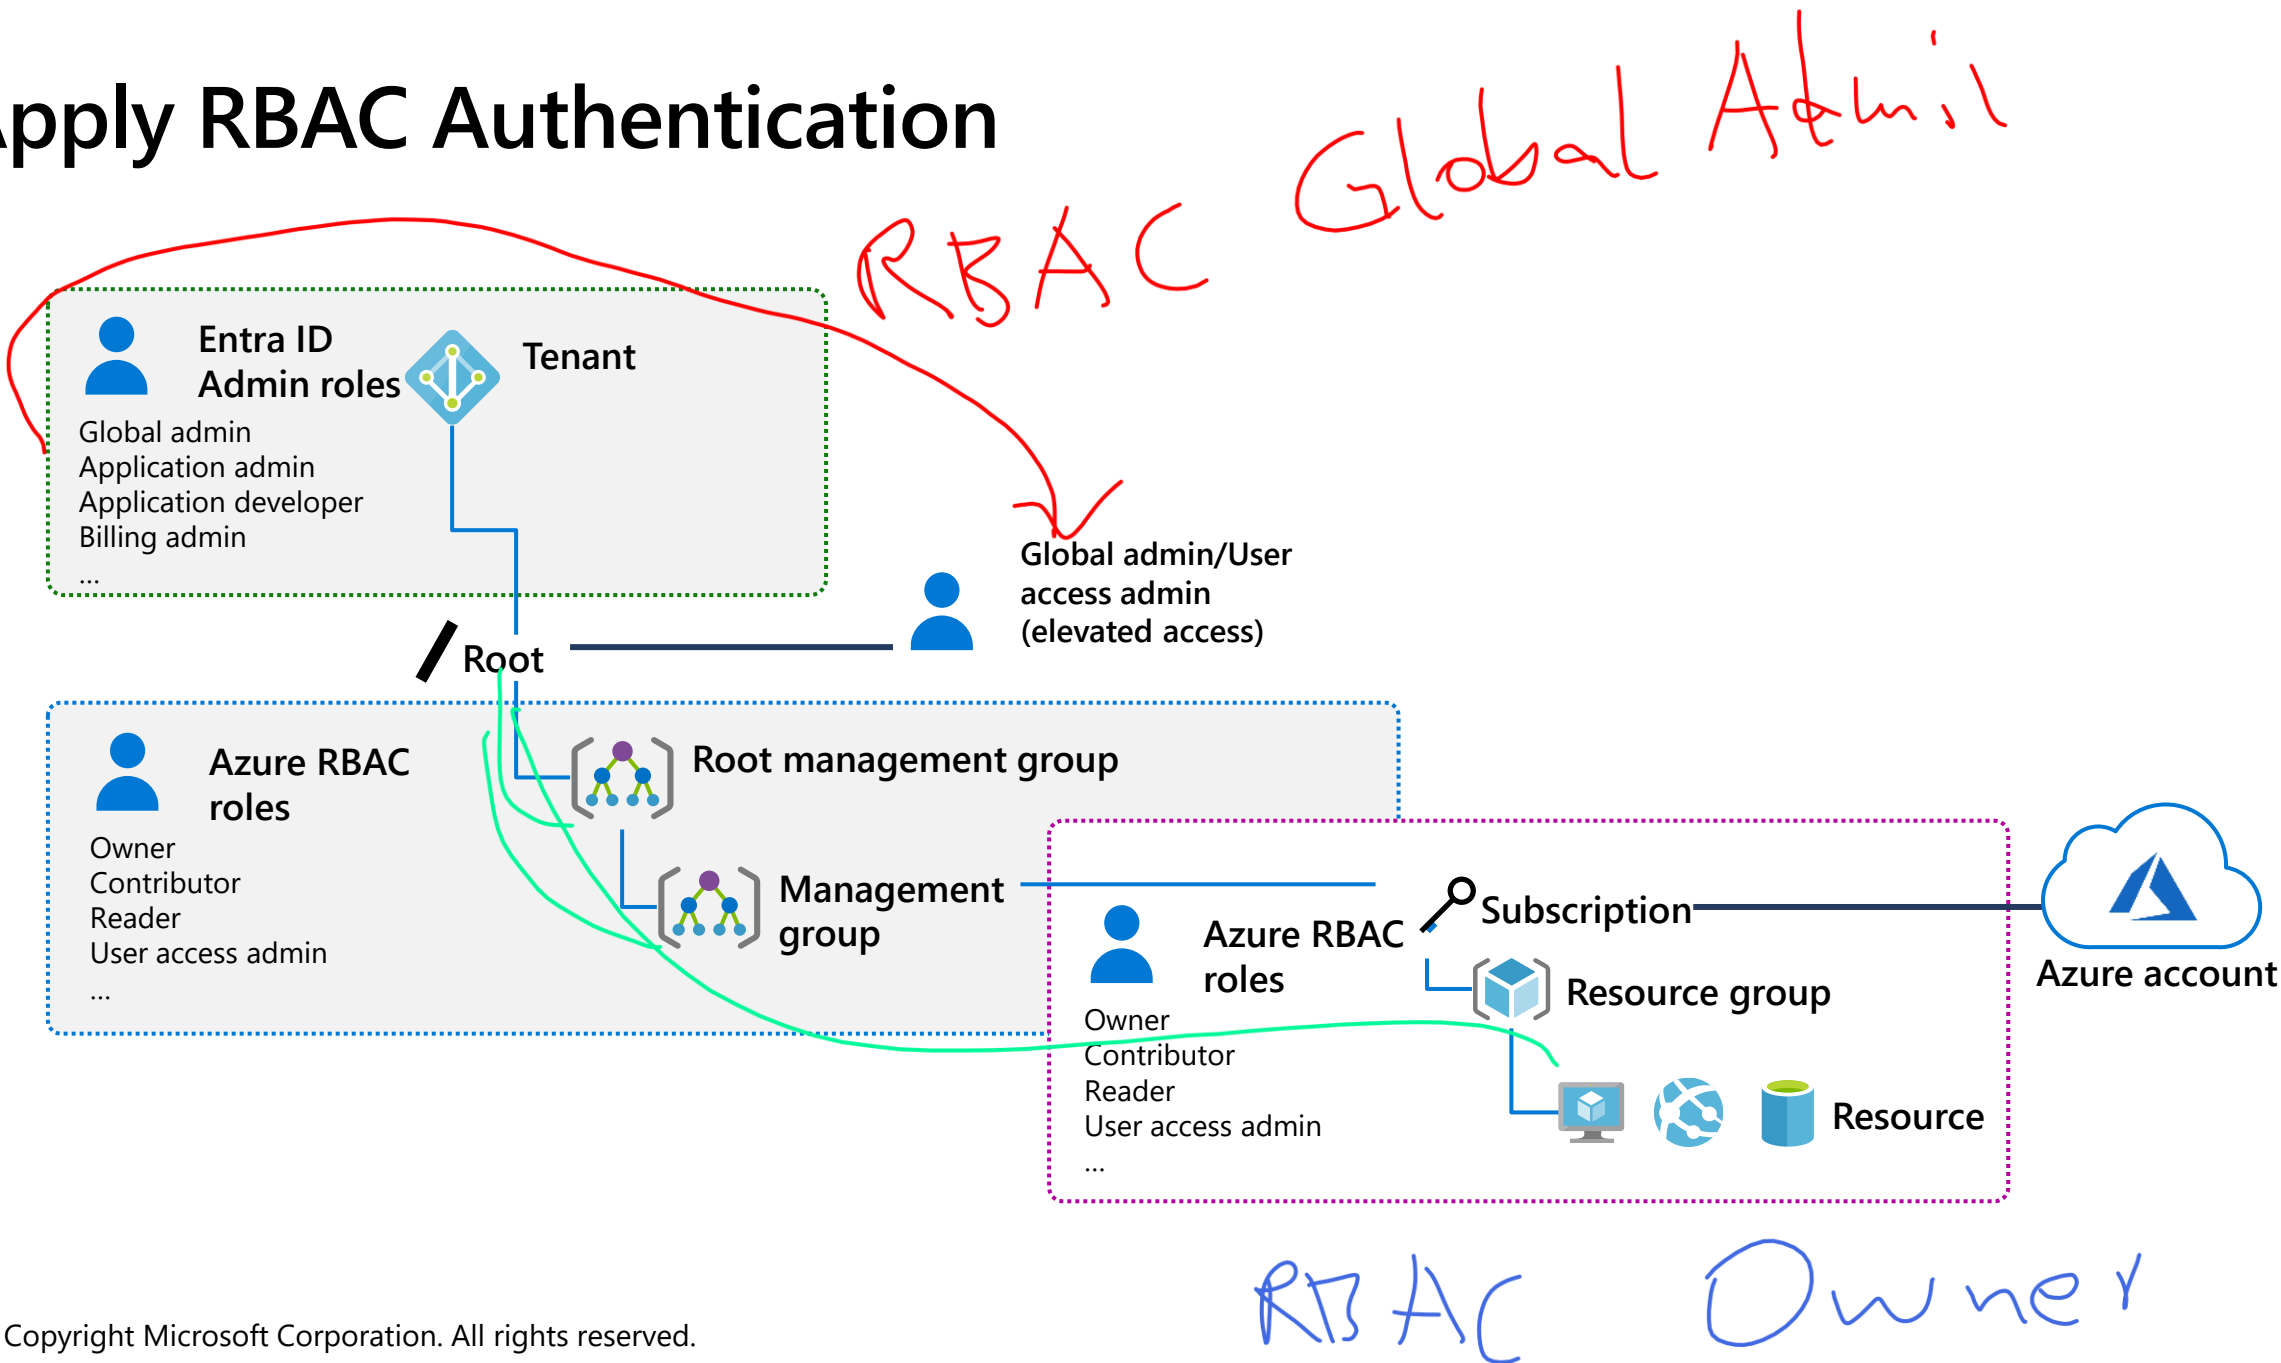 pply RBAC Authentication
RBAC Global Admin
Entra ID
Admin roles
Tenant
Global admin
Application admin
Application developer
Billing admin
...
Global admin/User
access admin
(elevated access)
Root
Azure RBAC
roles
Root management group
Owner
Contributor
Reader
User access admin
...
Management
group
Azure RBAC
roles
Subscription
Resource group
Azure account
Owner
Contributor
Reader
User access admin
...
Resource
RBAC Owner
Copyright Microsoft Corporation. All rights reserved.